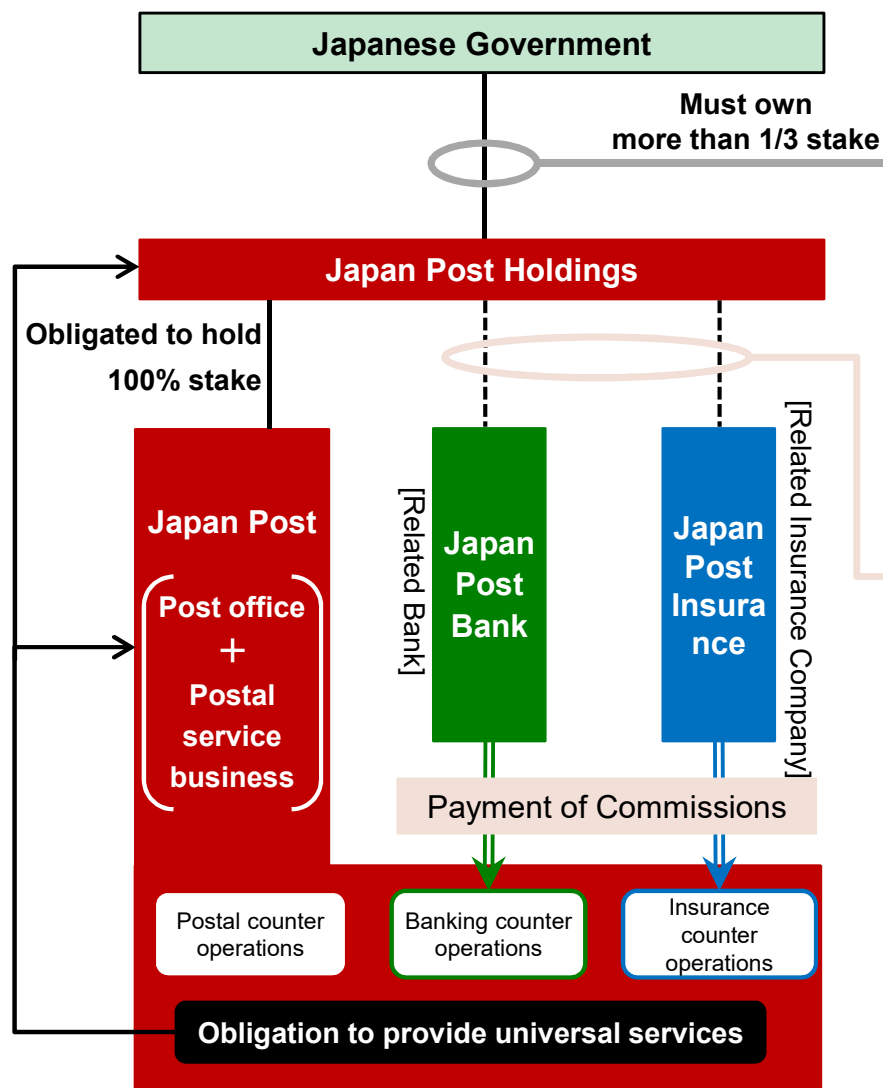 Japanese Government
Must own
more than 1/3 stake
Japan Post Holdings
Obligated to hold
100% stake
Japan Post
Post office
+
Postal
service
business
[Related Bank]
Japan
Post
Bank
Japan
Post
Insura
nce
[Related Insurance Company]
Payment of Commissions
Postal counter
operations
Banking counter
operations
Insurance
counter
operations
Obligation to provide universal services